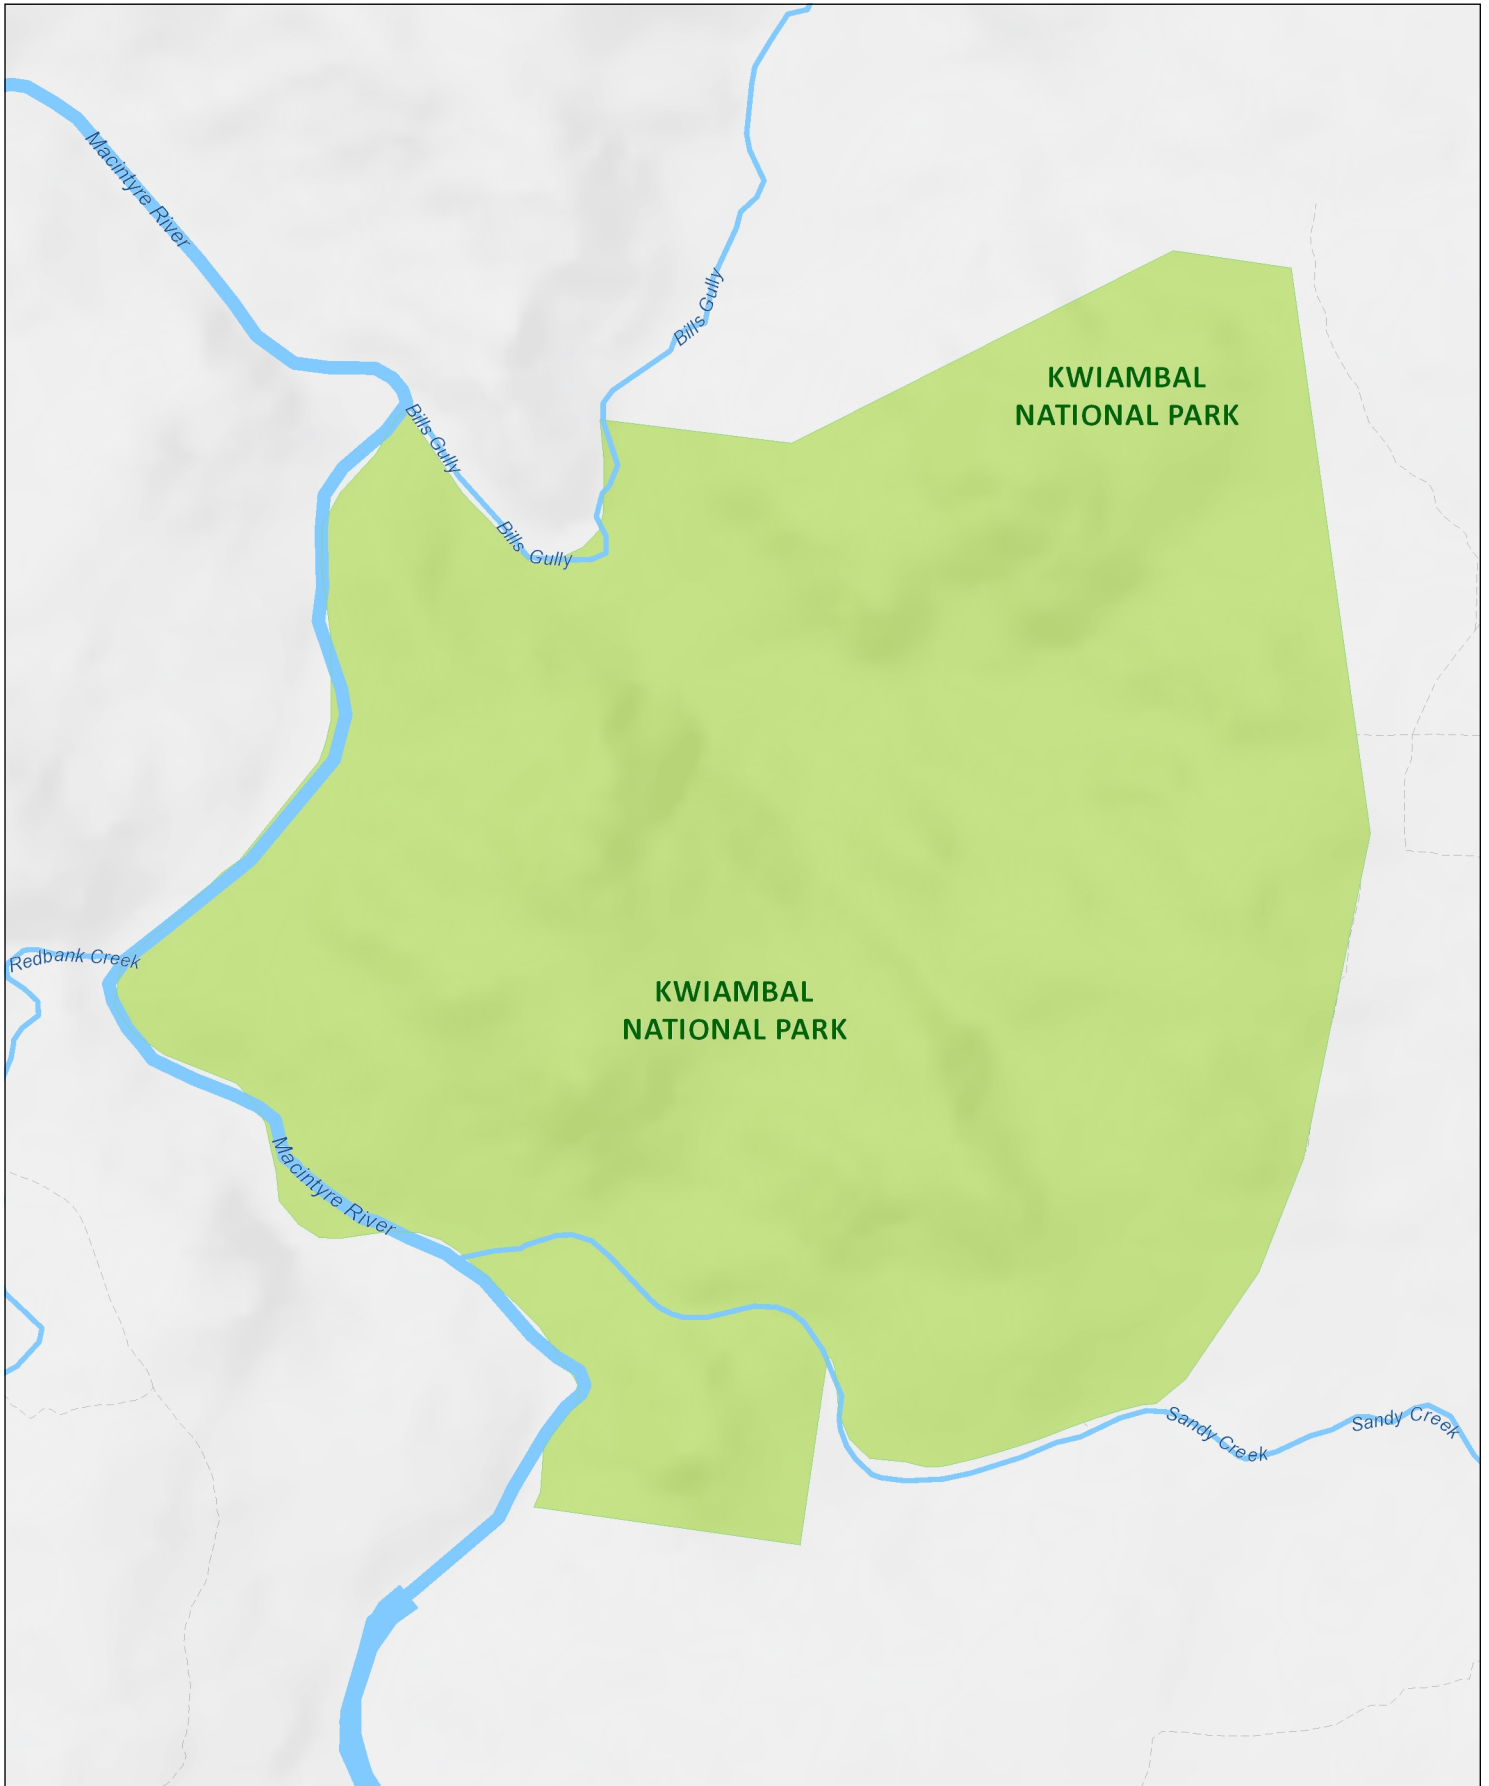 Macintyre River
Bills Gully
KWIAMBAL
NATIONAL PARK
Bills Gully
Bills Gully
Redbank Creek
KWIAMBAL
NATIONAL PARK
Macintyre River
Sandy Creek
Sandy Creek